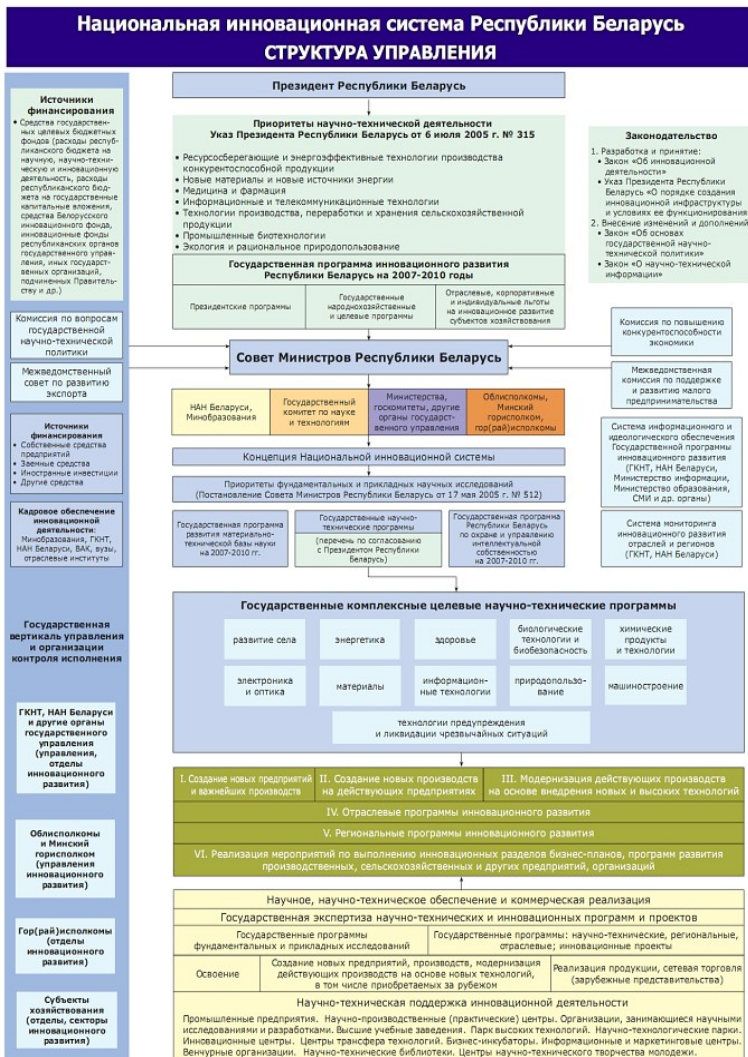 Национальная инновационная система Республики Беларусь
СТРУКТУРА УПРАВЛЕНИЯ
Президент Республики Беларусь
Источники
финансирования
• Средства государствен-
ных целевых бюджетных
фондов (расходы респуб-
ликанского бюджета на
научную, научно-техни-
ческую и инновационную
деятельность, расходы
республиканского бюд-
жета на государственные
капитальные вложения,
средства Белорусского
инновационного фонда,
инновационные фонды
республиканских органов
государственного управ-
ления, иных государст-
венных организаций,
подчиненных Правитель-
ству и др.)
Приоритеты научно-технической деятельности
Указ Президента Республики Беларусь от 6 июля 2005 г. № 315
• Ресурсосберегающие и энергоэффективные технологии производства
конкурентоспособной продукции
• Новые материалы и новые источники энергии
• Медицина и фармация
• Информационные и телекоммуникационные технологии
• Технологии производства, переработки и хранения сельскохозяйственной
продукции
• Промышленные биотехнологии
• Экология и рациональное природопользование
Законодательство
1. Разработка и принятие:
• Закон «Об инновационной
деятельности»
• Указ Президента Республики
Беларусь «О порядке создания
инновационной инфраструктуры
и условиях ее функционирования
2. Внесение изменений и дополнений:
• Закон «Об основах
государственной научно-
технической политики»
• Закон «О научно-технической
информации»
Государственная программа инновационного развития
Республики Беларусь на 2007-2010 годы
Президентские программы
Государственные
народнохозяйственные
и целевые программы
Отраслевые, корпоративные
и индивидуальные льготы
на инновационное развитие
субъектов хозяйствования
Комиссия по вопросам
государственной
научно-технической
политики
Межведомственный
совет по развитию
экспорта
Совет Министров Республики Беларусь
Комиссия по повышению
конкурентоспособности
экономики
Межведомственная
комиссия по поддержке
и развитию малого
предпринимательства
НАН Беларуси,
Минобразования
Государственный
комитет по науке
и технологиям
Министерства,
госкомитеты, другие
органы государст-
венного управления
Облисполкомы,
Минский
горисполком,
гор(рай)исполкомы
Источники
финансирования
• Собственные средства
предприятий
• Заемные средства
• Иностранные инвестиции
• Другие средства
Концепция Национальной инновационной системы
Приоритеты фундаментальных и прикладных научных исследований
(Постановление Совета Министров Республики Беларусь от 17 мая 2005 г. № 512)
Система информационного и
идеологического обеспечения
Государственной программы
инновационного развития
(ГКНТ, НАН Беларуси,
Министерство информации,
Министерство образования,
СМИ и др. органы)
Кадровое обеспечение
инновационной
деятельности:
Минобразования, ГКНТ,
НАН Беларуси, ВАК, вузы,
отраслевые институты
Государственная программа
развития материально-
технической базы науки
на 2007-2010 гг.
Государственные научно-
технические программы
(перечень по согласованию
с Президентом Республики
Беларусь)
Государственная программа
Республики Беларусь
по охране и управлению
интеллектуальной
собственностью
на 2007-2010 гг.
Система мониторинга
инновационного развития
отраслей и регионов
(ГКНТ, НАН Беларуси)
Государственная
вертикаль управления
и организации
контроля исполнения
Государственные комплексные целевые научно-технические программы
развитие села
энергетика
здоровье
биологические
технологии и
биобезопасность
химические
продукты
и технологии
электроника
и оптика
материалы
информацион-
ные технологии
природопользо-
вание
машиностроение
технологии предупреждения
и ликвидации чрезвычайных ситуаций
ГКНТ, НАН Беларуси
и другие органы
государственного
управления
(управления,
отделы
инновационного
развития)
I. Создание новых предприятий
и важнейших производств
II. Создание новых производств
на действующих предприятиях
III. Модернизация действующих производств
на основе внедрения новых и высоких технологий
IV. Отраслевые программы инновационного развития
V. Региональные программы инновационного развития
VI. Реализация мероприятий по выполнению инновационных разделов бизнес-планов, программ развития
производственных, сельскохозяйственных и других предприятий, организаций
Облисполкомы
и Минский
горисполком
(управления
инновационного
развития)
Научное, научно-техническое обеспечение и коммерческая реализация
Государственная экспертиза научно-технических и инновационных программ и проектов
Государственные программы
фундаментальных и прикладных исследований
Государственные программы: научно-технические, региональные,
отраслевые; инновационные проекты
Гор(рай)исполкомы
(отделы
инновационного
развития)
Освоение
Создание новых предприятий, производств, модернизация
действующих производств на основе новых технологий,
в том числе приобретаемых за рубежом
Реализация продукции, сетевая торговля
(зарубежные представительства)
Субъекты
хозяйствования
(отделы, секторы
инновационного
развития)
Научно-техническая поддержка инновационной деятельности
Промышленные предприятия. Научно-производственные (практические) центры. Организации, занимающиеся научными
исследованиями и разработками. Высшие учебные заведения. Парк высоких технологий. Научно-технологические парки.
Инновационные центры. Центры трансфера технологий. Бизнес-инкубаторы. Информационные и маркетинговые центры.
Венчурные организации. Научно-технические библиотеки. Центры научно-технического творчества молодежи.